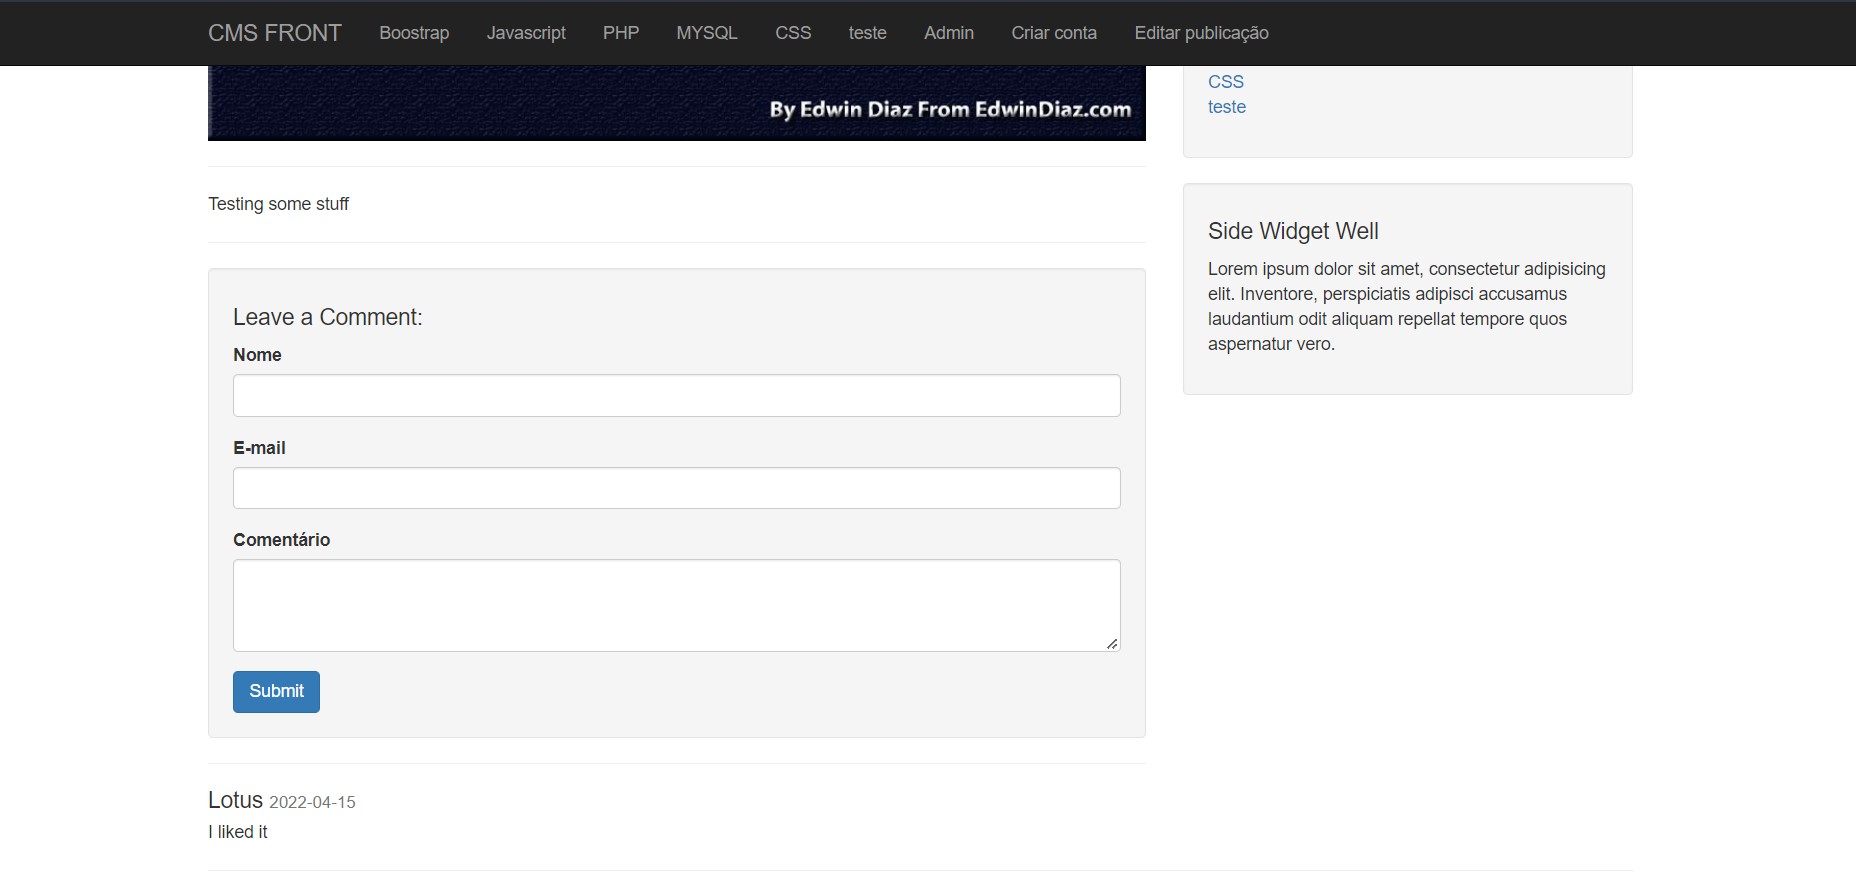 CMS FRONT Boostrap Javascript PHP MYSQL CSS teste Admin Criar conta Editar publicação
By Edwin Diaz From EdwinDiaz.com
Testing some stuff
Leave a Comment:
Nome
E-mail
Comentário
Submit
Lotus 2022-04-15
I liked it
CSS
teste
Side Widget Well
Lorem ipsum dolor sit amet, consectetur adipisicing
elit. Inventore, perspiciatis adipisci accusamus
laudantium odit aliquam repellat tempore quos
aspernatur vero.